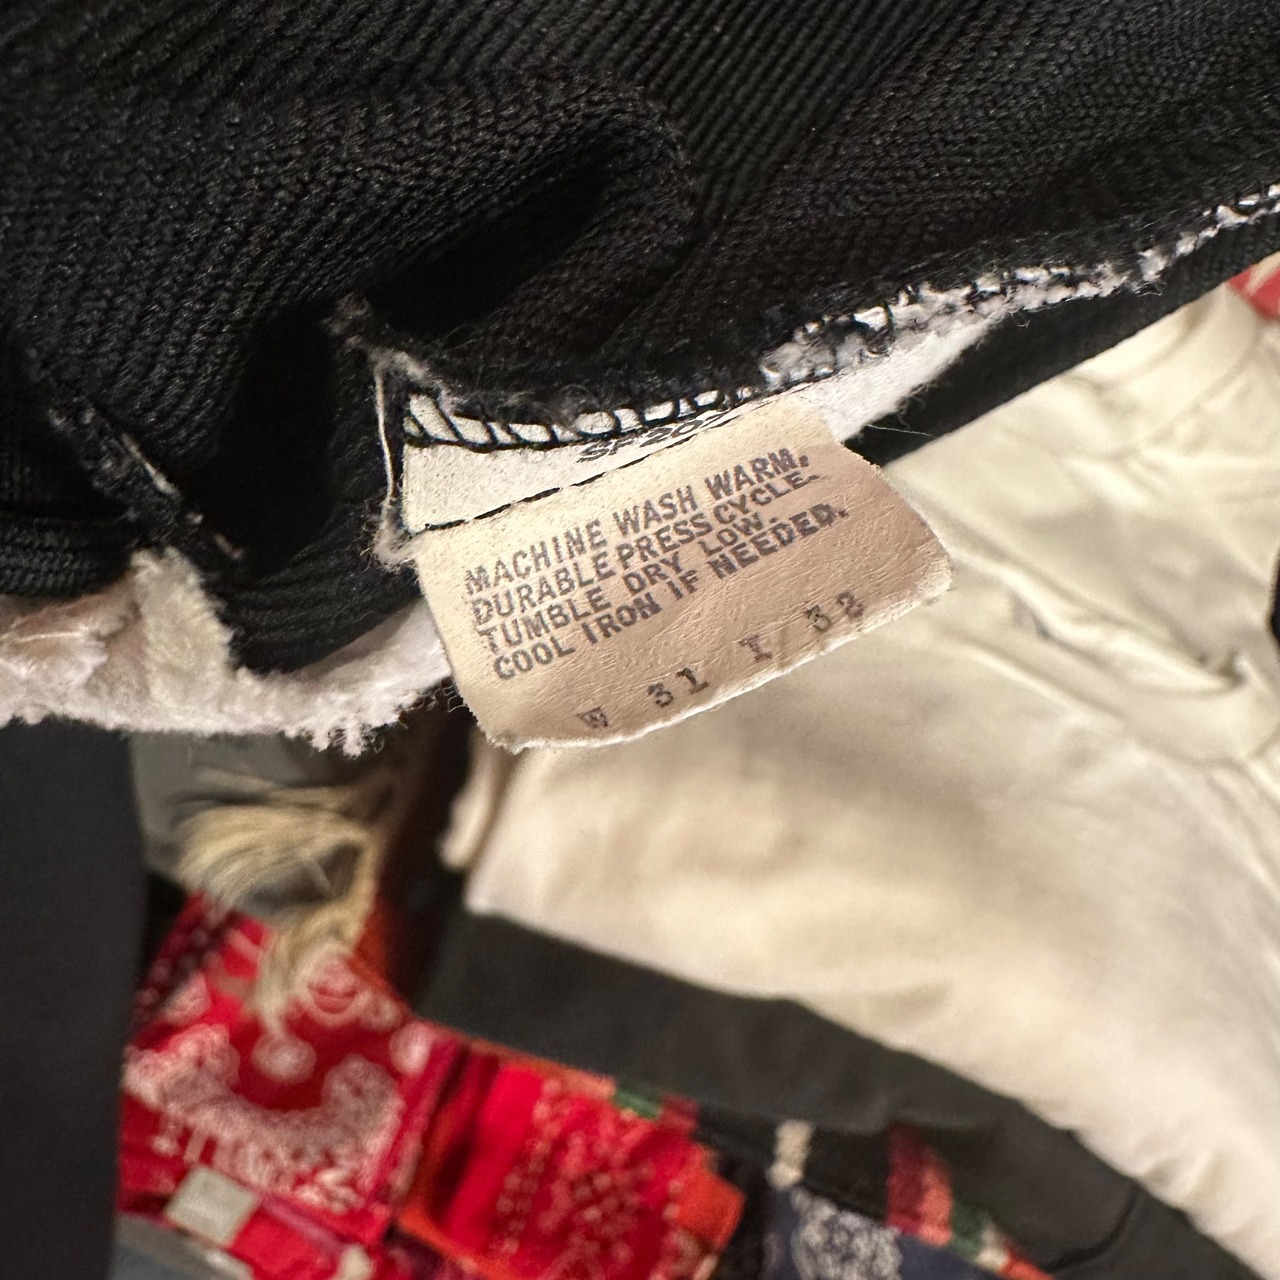 MACHINE WASH WARM.
DURABLE PRESS CYCLE.
TUMBLE DRY LOW.
COOL IRON IF NEEDED.
W 31 I 32